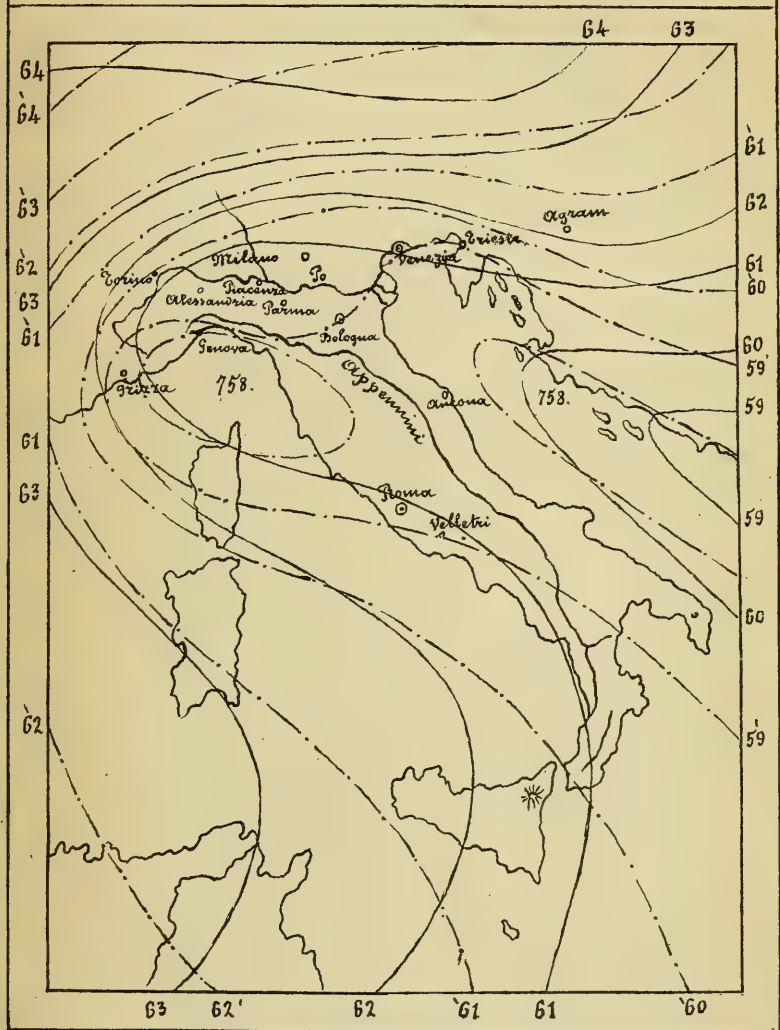 64 63
64
'64
'61
'63
62
Agram
Trieste
Venezia
Milano
Po
'62
61
Torino
'60
63
Piacenza
Alessandria
Parma
'61
Bologna
60
Genova
59'
Appennini
Nizza
758.
758.
Ancona
59
61
63
Roma
59
Velletri
60
'62
'59
63 62' 62 '61 61 '60